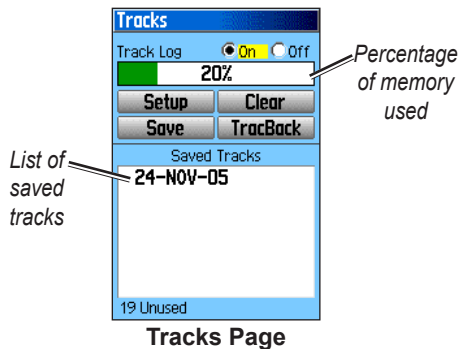 Tracks
Track Log On Off
20%
Setup Clear
Save TracBack
Saved Tracks
24-NOV-05
19 Unused
Percentage
of memory
used
List of
saved
tracks
Tracks Page